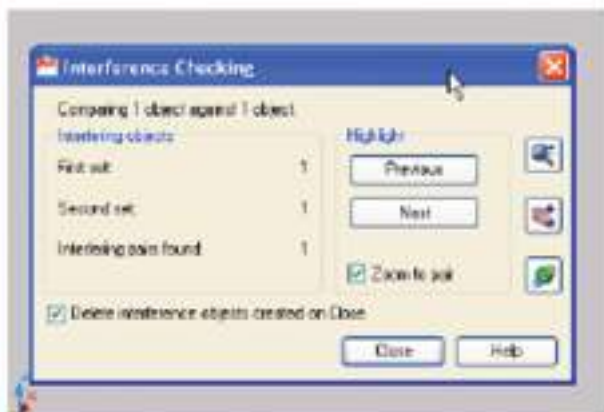 Interference Checking
Comparing 1 object against 1 object.
Interfering objects
First set: 1
Second set: 1
Interfering pairs found: 1
Highlight
Previous
Next
Zoom to pair
Delete interference objects created on Close
Close
Help